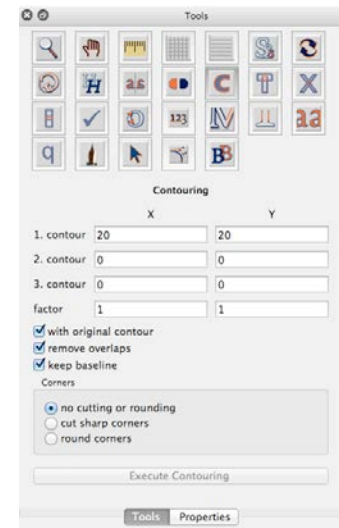 Tools
Contouring
X Y
1. contour 20 20
2. contour 0 0
3. contour 0 0
factor 1 1
with original contour
remove overlaps
keep baseline
Corners
no cutting or rounding
cut sharp corners
round corners
Execute Contouring
Tools Properties